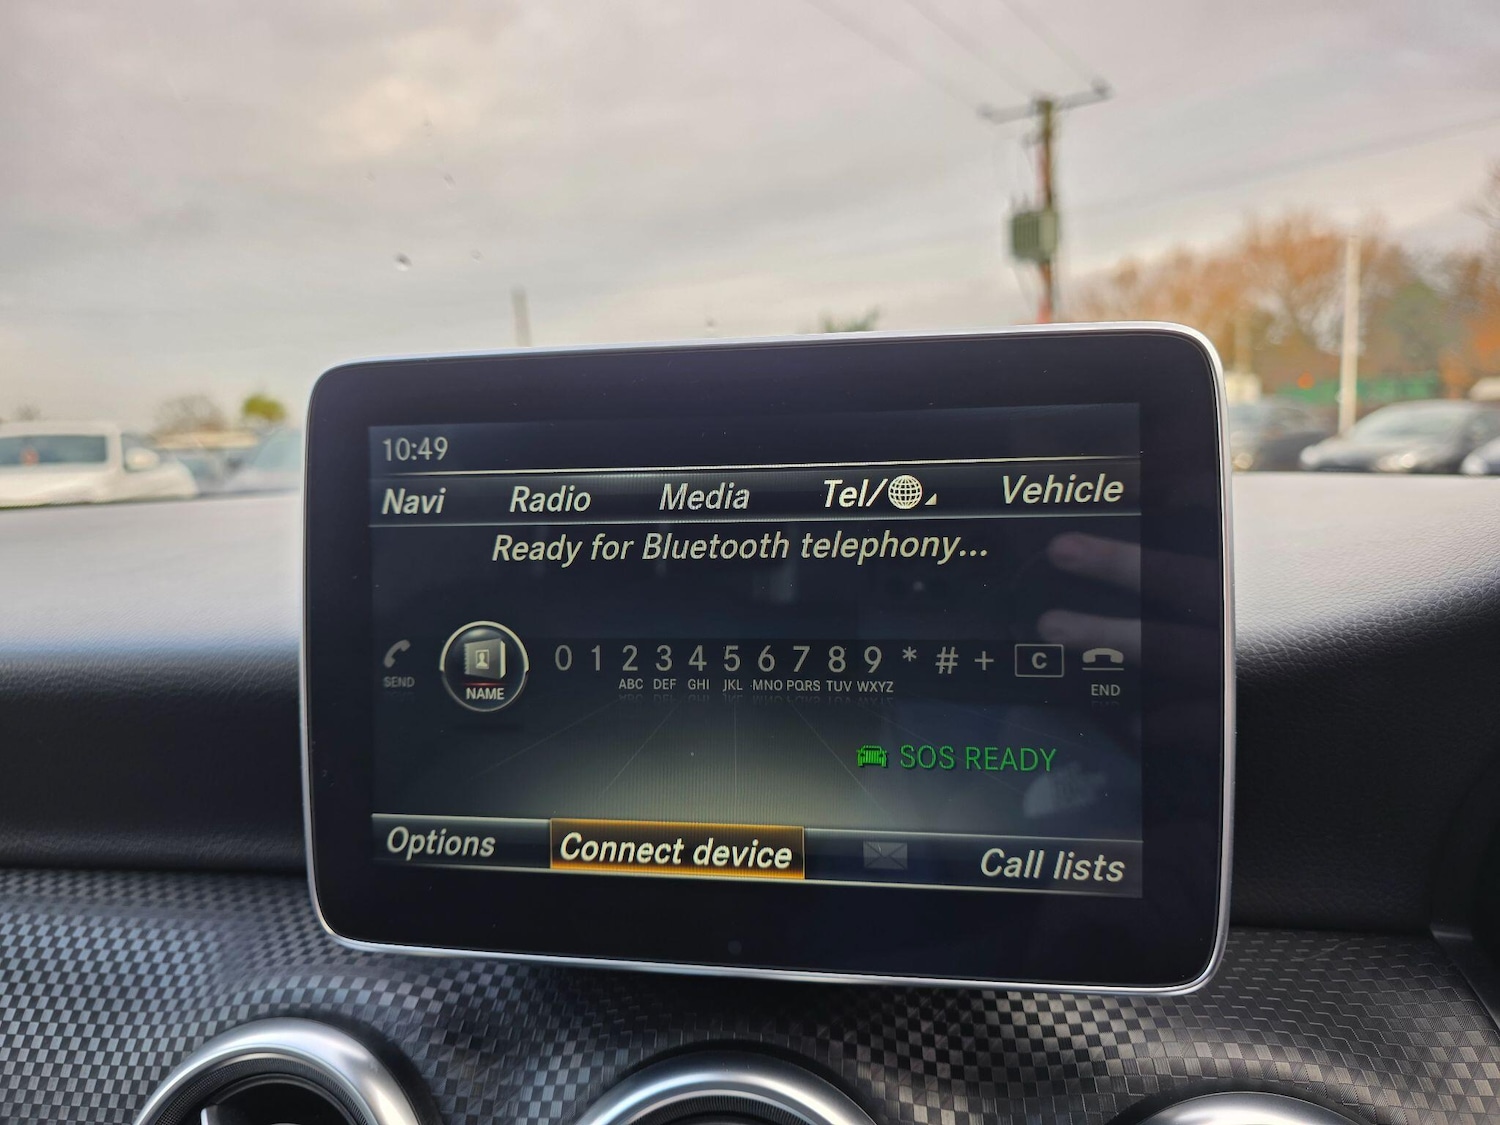 10:49
Navi Radio Media Tel/ Vehicle
Ready for Bluetooth telephony...
SEND NAME 0 1 2 3 4 5 6 7 8 9 * # + C END
ABC DEF GHI JKL MNO PQRS TUV WXYZ
SOS READY
Options Connect device Call lists